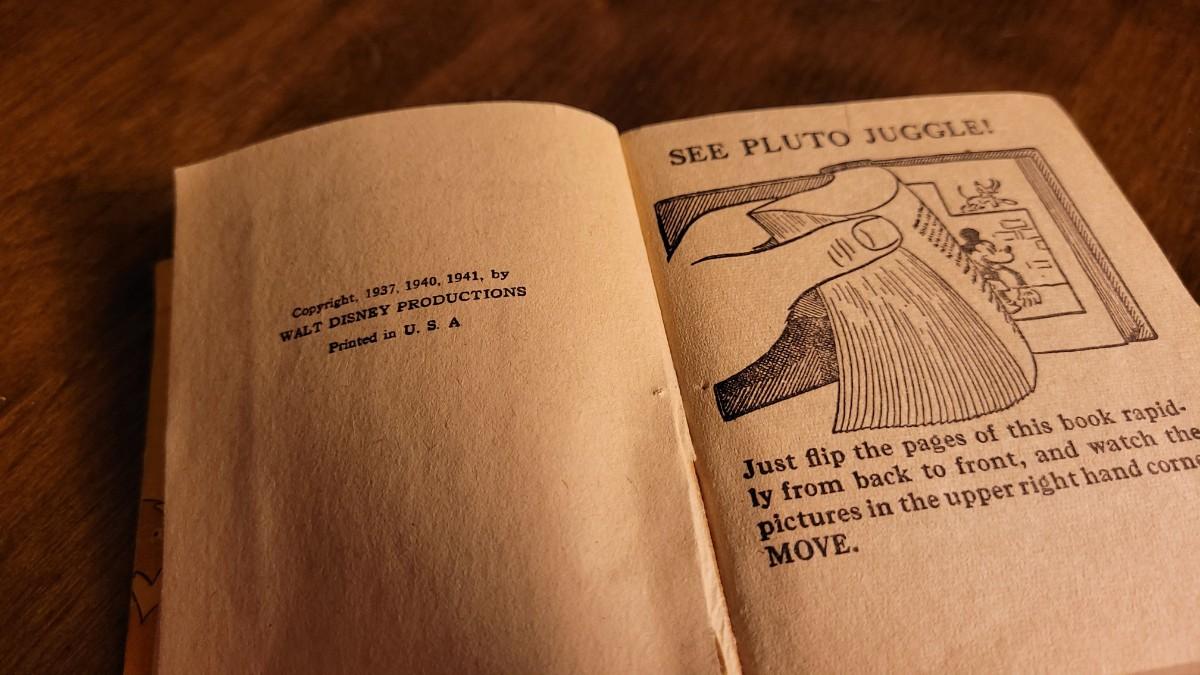 Copyright, 1937, 1940, 1941, by
WALT DISNEY PRODUCTIONS
Printed in U. S. A
SEE PLUTO JUGGLE!
Just flip the pages of this book rapid-
ly from back to front, and watch the
pictures in the upper right hand
MOVE.